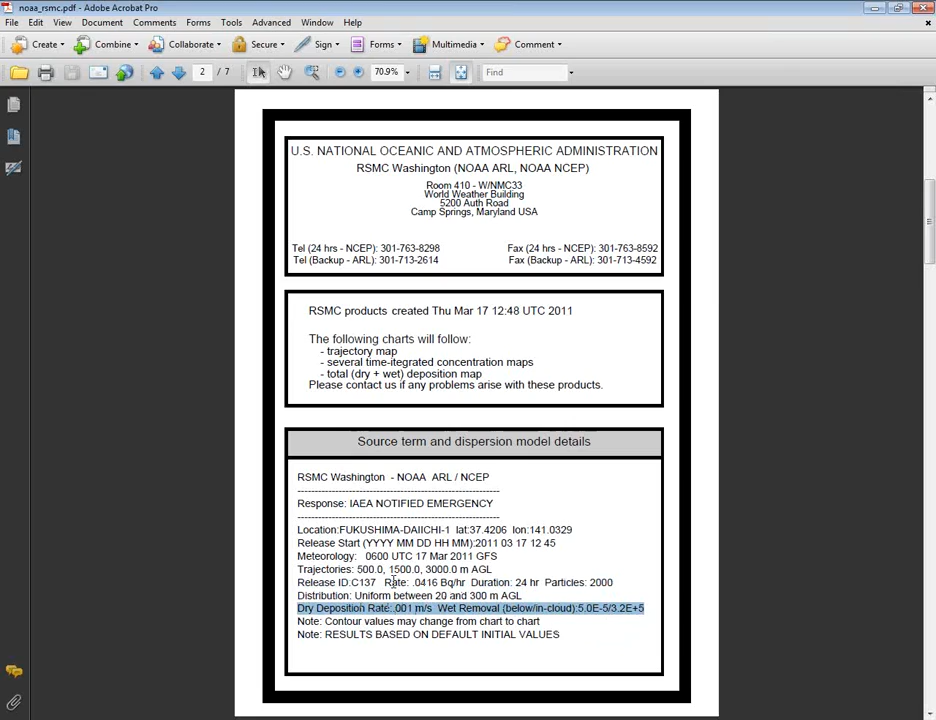 noaa_rsmc.pdf - Adobe Acrobat Pro
File Edit View Document Comments Forms Tools Advanced Window Help
Create Combine Collaborate Secure Sign Forms Multimedia Comment
2 / 7 70.9% Find
U.S. NATIONAL OCEANIC AND ATMOSPHERIC ADMINISTRATION
RSMC Washington (NOAA ARL, NOAA NCEP)
Room 410 - W/NMC33
World Weather Building
5200 Auth Road
Camp Springs, Maryland USA
Tel (24 hrs - NCEP): 301-763-8298 Fax (24 hrs - NCEP): 301-763-8592
Tel (Backup - ARL): 301-713-2614 Fax (Backup - ARL): 301-713-4592
RSMC products created Thu Mar 17 12:48 UTC 2011
The following charts will follow:
- trajectory map
- several time-itegrated concentration maps
- total (dry + wet) deposition map
Please contact us if any problems arise with these products.
Source term and dispersion model details
RSMC Washington - NOAA ARL / NCEP
------------------------------------------------------------
Response: IAEA NOTIFIED EMERGENCY
------------------------------------------------------------
Location:FUKUSHIMA-DAIICHI-1 lat:37.4206 lon:141.0329
Release Start (YYYY MM DD HH MM):2011 03 17 12 45
Meteorology: 0600 UTC 17 Mar 2011 GFS
Trajectories: 500.0, 1500.0, 3000.0 m AGL
Release ID:C137 Rate: .0416 Bq/hr Duration: 24 hr Particles: 2000
Distribution: Uniform between 20 and 300 m AGL
Dry Deposition Rate:.001 m/s Wet Removal (below/in-cloud):5.0E-5/3.2E+5
Note: Contour values may change from chart to chart
Note: RESULTS BASED ON DEFAULT INITIAL VALUES